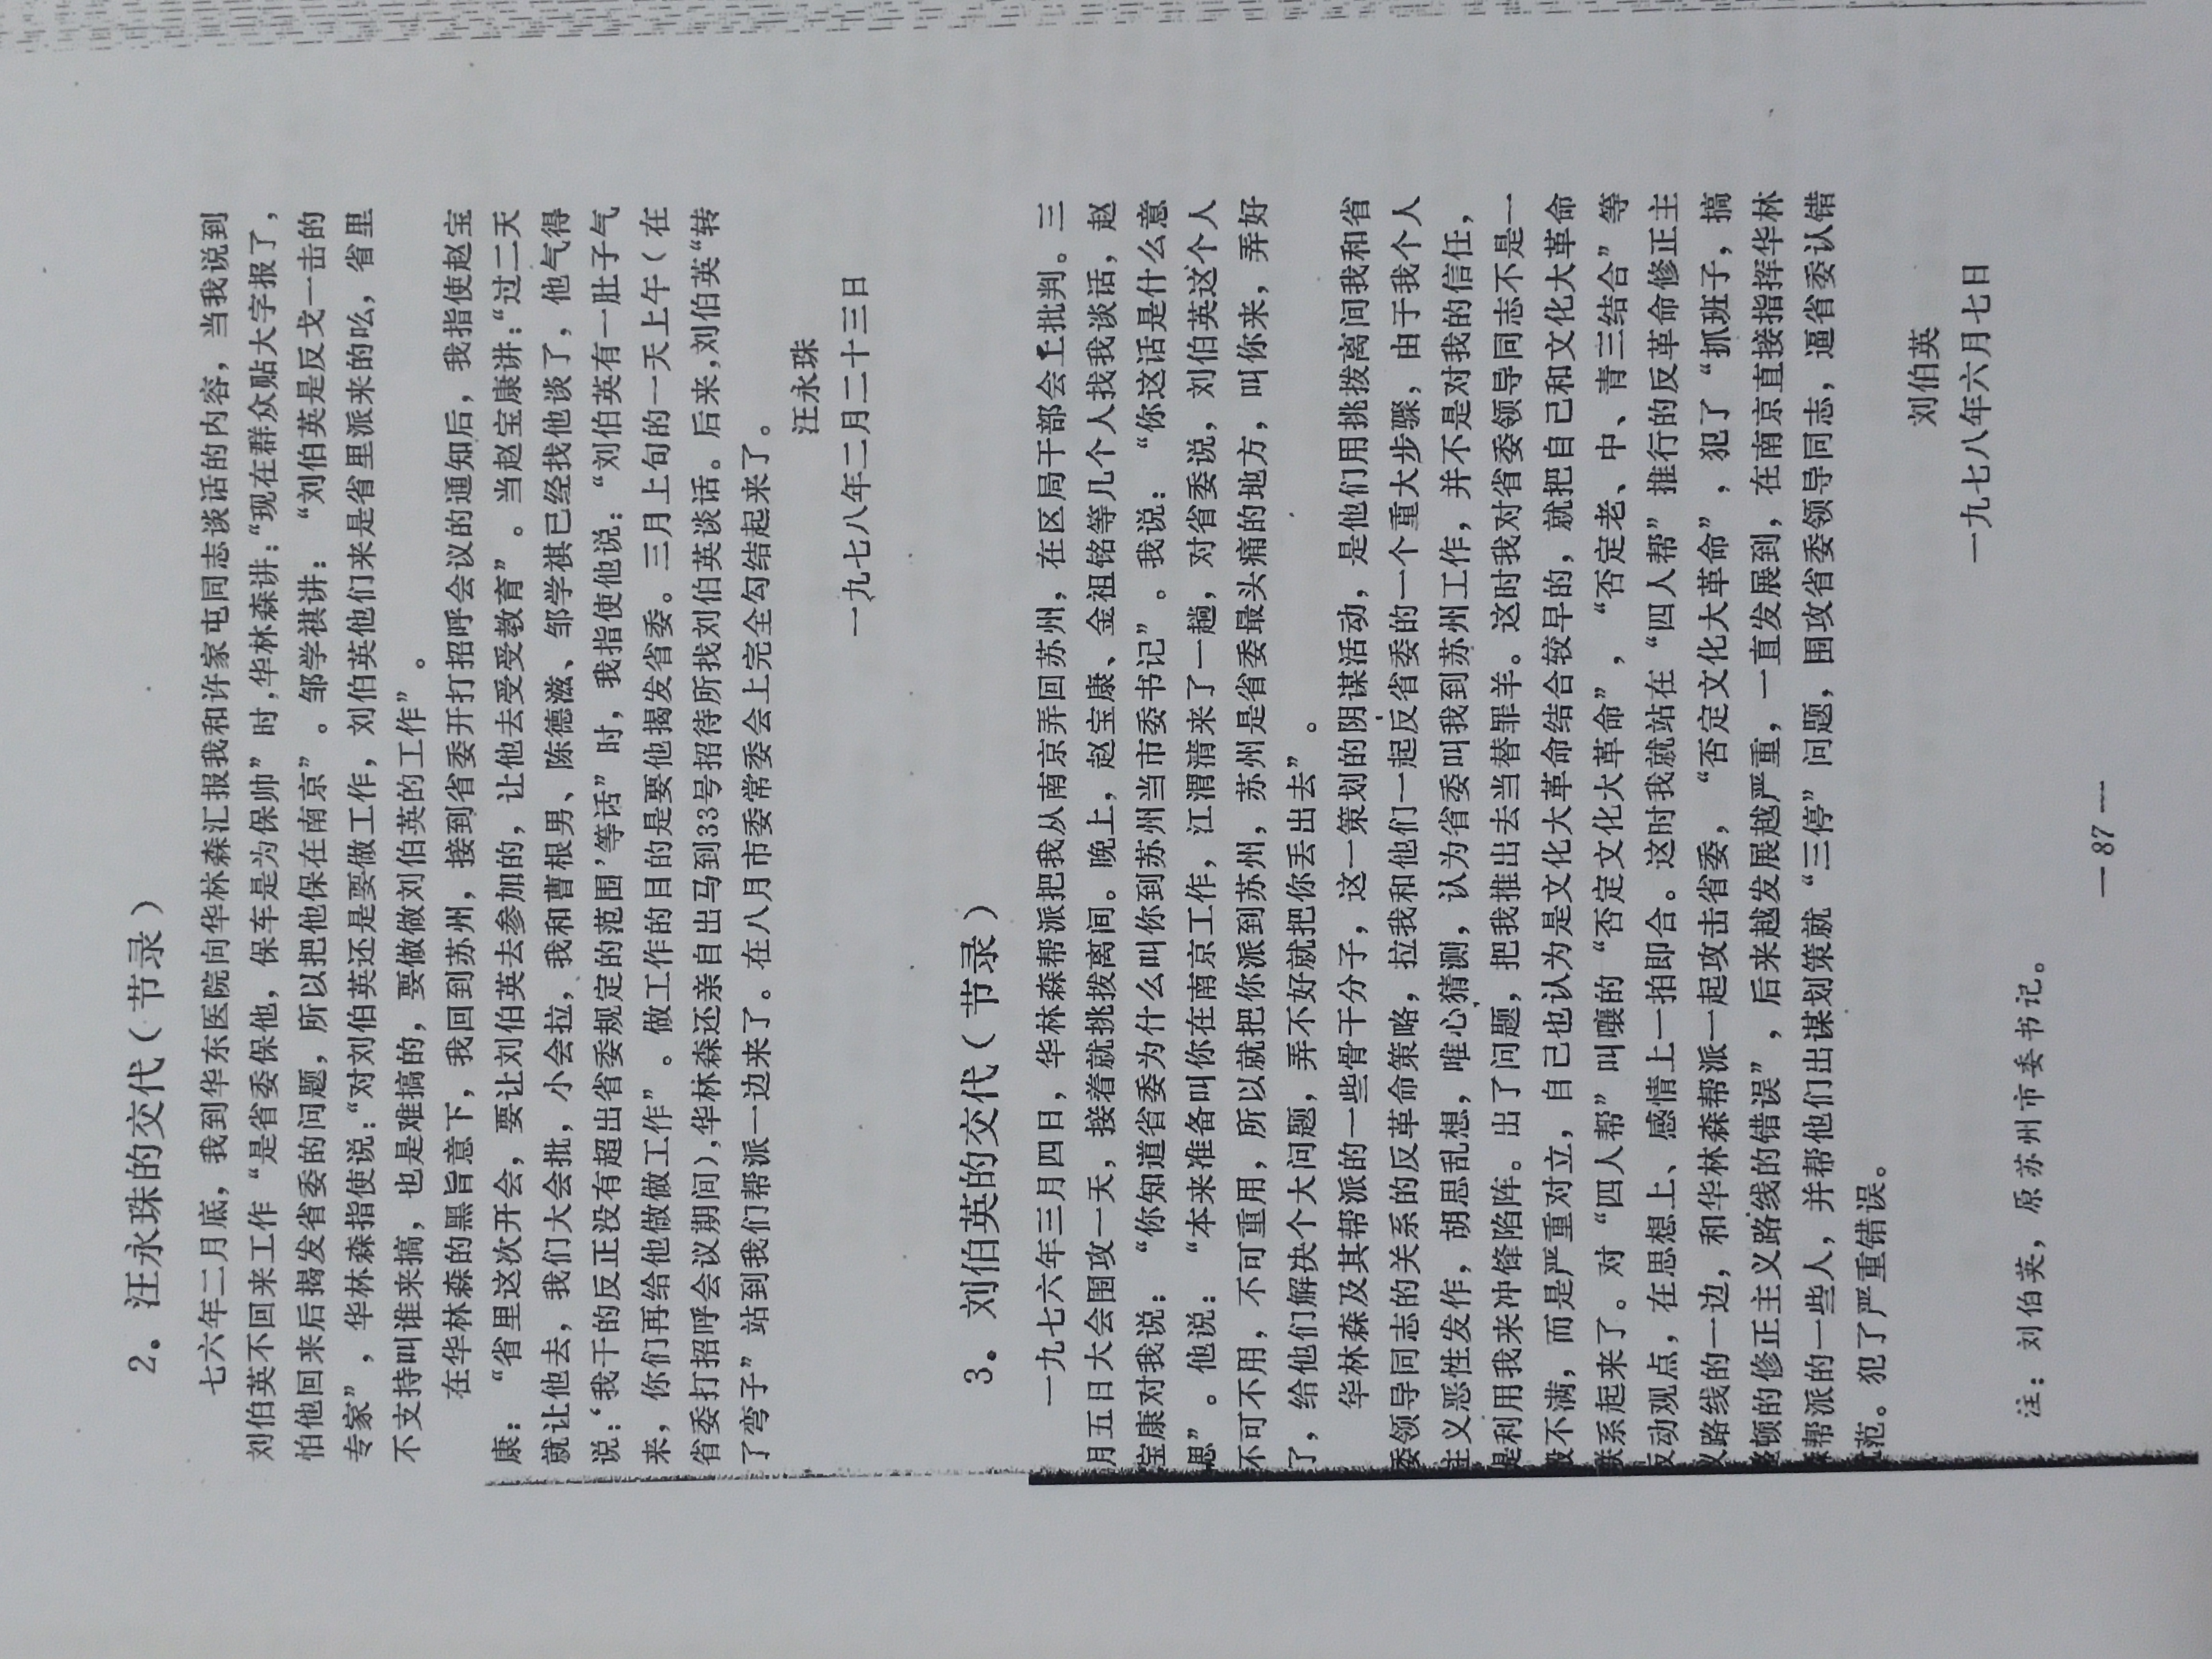 2。汪永珠的交代（节录）
七六年二月底，我到华东医院向华林森汇报我和许家屯同志谈话的内容，当我说到
刘伯英不回来工作“是省委保他，保车是为保帅”时，华林森讲：“现在群众贴大字报了，
怕他回来后揭发省委的问题，所以把他保在南京”。邹学祺讲：“刘伯英是反戈一击的
专家”，华林森指使说：“对刘伯英还是要做工作，刘伯英他们来是省里派来的吆，省里
不支持叫谁来搞，也是难搞的，要做做刘伯英的工作”。
在华林森的黑旨意下，我回到苏州，接到省委开打招呼会议的通知后，我指使赵宝
康：“省里这次开会，要让刘伯英去参加的，让他去受受教育”。当赵宝康讲：“过二天
就让他去，我们大会批，小会拉，我和曹根男、陈德滋、邹学祺已经找他谈了，他气得
说：‘我干的反正没有超出省委规定的范围’等话”时，我指使他说：“刘伯英有一肚子气
来，你们再给他做做工作”。做工作的目的是要他揭发省委。三月上旬的一天上午（在
省委打招呼会议期间），华林森还亲自出马到33号招待所找刘伯英谈话。后来，刘伯英“转
了弯子”站到我们帮派一边来了。在八月市委常委会上完全勾结起来了。
汪永珠
一九七八年二月二十三日
3。刘伯英的交代（节录）
一九七六年三月四日，华林森帮派把我从南京弄回苏州，在区局干部会上批判。三
月五日大会围攻一天，接着就挑拨离间。晚上，赵宝康、金祖铭等几个人找我谈话，赵
宝康对我说：“你知道省委为什么叫你到苏州当市委书记”。我说：“你这话是什么意
思”。他说：“本来准备叫你在南京工作，江渭清来了一趟，对省委说，刘伯英这个人
不可不用，不可重用，所以就把你派到苏州，苏州是省委最头痛的地方，叫你来，弄好
了，给他们解决个大问题，弄不好就把你丢出去”。
华林森及其帮派的一些骨干分子，这一策划的阴谋活动，是他们用挑拨离间我和省
委领导同志的关系的反革命策略，拉我和他们一起反省委的一个重大步骤，由于我个人
主义恶性发作，胡思乱想，唯心猜测，认为省委叫我到苏州工作，并不是对我的信任，
是利用我来冲锋陷阵。出了问题，把我推出去当替罪羊。这时我对省委领导同志不是一
般不满，而是严重对立，自己也认为是文化大革命结合较早的，就把自己和文化大革命
联系起来了。对“四人帮”叫嚷的“否定文化大革命”，“否定老、中、青三结合”等
反动观点，在思想上、感情上一拍即合。这时我就站在“四人帮”推行的反革命修正主
义路线的一边，和华林森帮派一起攻击省委，“否定文化大革命”，犯了“抓班子，搞
整顿的修正主义路线的错误”，后来越发展越严重，一直发展到，在南京直接指挥华林
森帮派的一些人，并帮他们出谋划策就“三停”问题，围攻省委领导同志，逼省委认错
范。犯了严重错误。
刘伯英
一九七八年六月七日
注：刘伯英，原苏州市委书记。
— 87 —